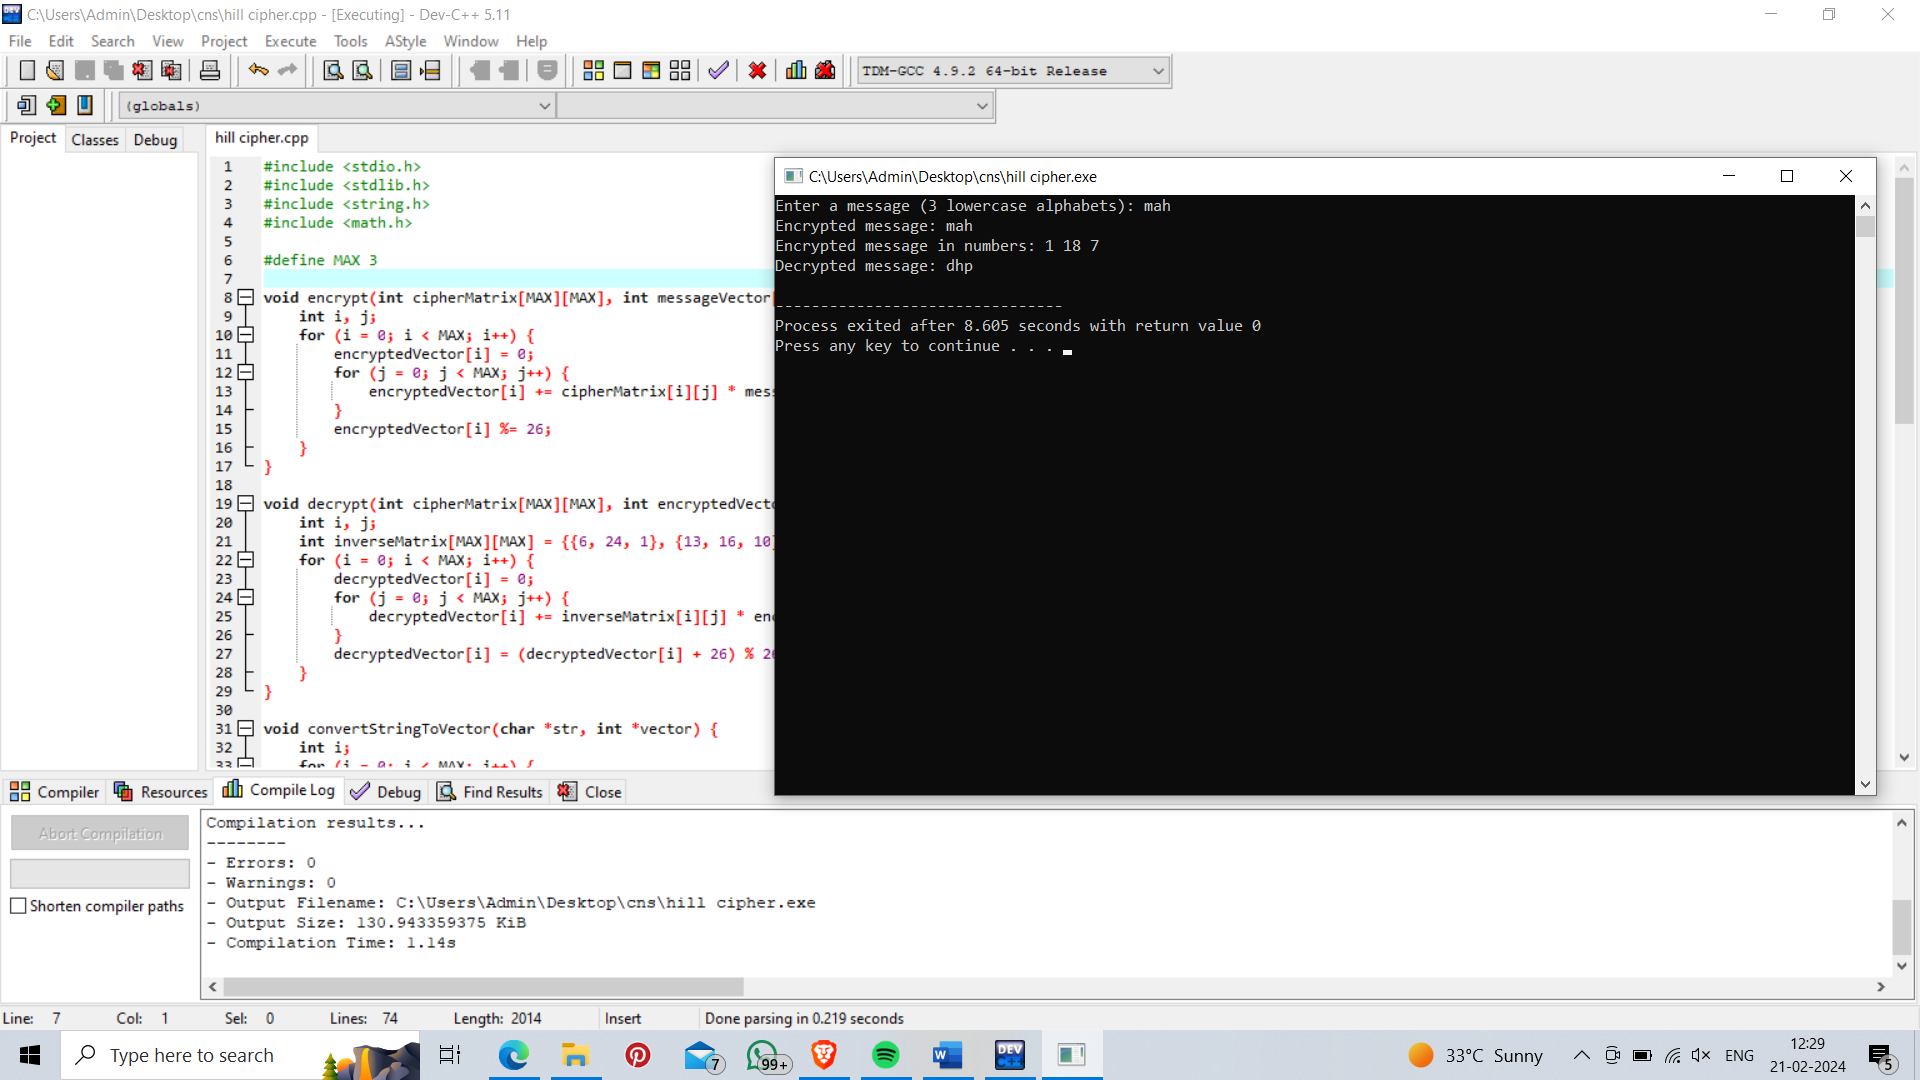 C:\Users\Admin\Desktop\cns\hill cipher.cpp - [Executing] - Dev-C++ 5.11
File Edit Search View Project Execute Tools AStyle Window Help
TDM-GCC 4.9.2 64-bit Release
(globals)
Project Classes Debug
hill cipher.cpp
1 #include <stdio.h>
2 #include <stdlib.h>
3 #include <string.h>
4 #include <math.h>
5
6 #define MAX 3
7
8 void encrypt(int cipherMatrix[MAX][MAX], int messageVector[
9 int i, j;
10 for (i = 0; i < MAX; i++) {
11 encryptedVector[i] = 0;
12 for (j = 0; j < MAX; j++) {
13 encryptedVector[i] += cipherMatrix[i][j] * mess
14 }
15 encryptedVector[i] %= 26;
16 }
17 }
18
19 void decrypt(int cipherMatrix[MAX][MAX], int encryptedVecto
20 int i, j;
21 int inverseMatrix[MAX][MAX] = {{6, 24, 1}, {13, 16, 10}
22 for (i = 0; i < MAX; i++) {
23 decryptedVector[i] = 0;
24 for (j = 0; j < MAX; j++) {
25 decryptedVector[i] += inverseMatrix[i][j] * enc
26 }
27 decryptedVector[i] = (decryptedVector[i] + 26) % 26
28 }
29 }
30
31 void convertStringToVector(char *str, int *vector) {
32 int i;
33 for (i = 0; i < MAX; i++) {
C:\Users\Admin\Desktop\cns\hill cipher.exe
Enter a message (3 lowercase alphabets): mah
Encrypted message: mah
Encrypted message in numbers: 1 18 7
Decrypted message: dhp
--------------------------------
Process exited after 8.605 seconds with return value 0
Press any key to continue . . .
Compiler Resources Compile Log Debug Find Results Close
Abort Compilation
Shorten compiler paths
Compilation results...
--------
- Errors: 0
- Warnings: 0
- Output Filename: C:\Users\Admin\Desktop\cns\hill cipher.exe
- Output Size: 130.943359375 KiB
- Compilation Time: 1.14s
Line: 7 Col: 1 Sel: 0 Lines: 74 Length: 2014 Insert Done parsing in 0.219 seconds
Type here to search
7
99+
W
DEV C++
33°C Sunny
ENG
12:29
21-02-2024
5